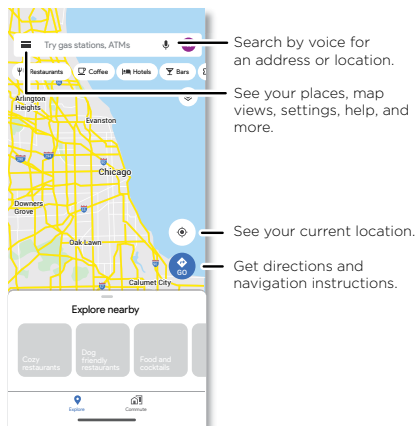 Try gas stations, ATMs
Restaurants
Coffee
Hotels
Bars
Arlington
Heights
Evanston
Chicago
Downers
Grove
Oak Lawn
Calumet City
GO
Explore nearby
Cozy
restaurants
Dog
friendly
restaurants
Food and
cocktails
Explore
Commute
Search by voice for
an address or location.
See your places, map
views, settings, help, and
more.
See your current location.
Get directions and
navigation instructions.